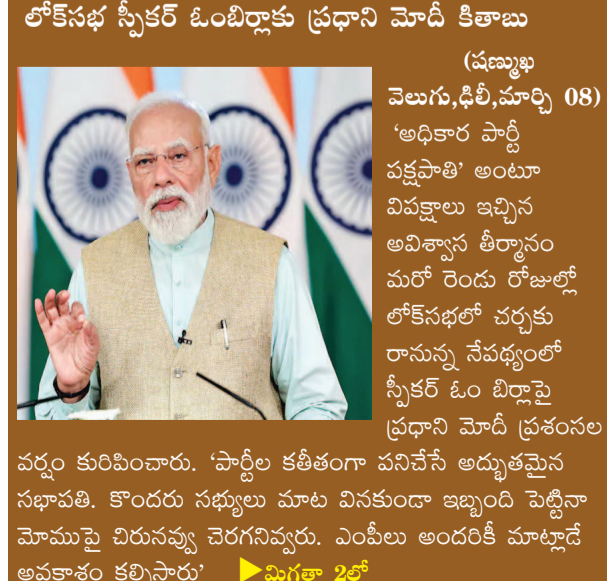 లోక్‌సభ స్పీకర్ ఓంబిర్లాకు ప్రధాని మోదీ కితాబు
(షణ్ముఖ
వెలుగు,ఢిల్లీ,మార్చి 08)
‘అధికార పార్టీ
పక్షపాతి’ అంటూ
విపక్షాలు ఇచ్చిన
అవిశ్వాస తీర్మానం
మరో రెండు రోజుల్లో
లోక్‌సభలో చర్చకు
రానున్న నేపథ్యంలో
స్పీకర్ ఓం బిర్లాపై
ప్రధాని మోదీ ప్రశంసల
వర్షం కురిపించారు. ‘పార్టీల కతీతంగా పనిచేసే అద్భుతమైన
సభాపతి. కొందరు సభ్యులు మాట వినకుండా ఇబ్బంది పెట్టినా
మోముపై చిరునవ్వు చెరగనివ్వరు. ఎంపీలు అందరికీ మాట్లాడే
అవకాశం కల్పిస్తారు’ ▶మిగతా 2లో